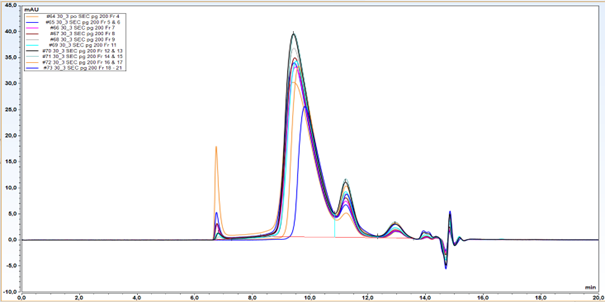 45,0
mAU
#64 30_3 po SEC pg 200 Fr 4
#65 30_3 SEC pg 200 Fr 5 & 6
#66 30_3 SEC pg 200 Fr 7
#67 30_3 SEC pg 200 Fr 8
#68 30_3 SEC pg 200 Fr 9
#69 30_3 SEC pg 200 Fr 11
#70 30_3 SEC pg 200 Fr 12 & 13
#71 30_3 SEC pg 200 Fr 14 & 15
#72 30_3 SEC pg 200 Fr 16 & 17
#73 30_3 SEC pg 200 Fr 18 - 21
40,0
35,0
30,0
25,0
20,0
15,0
10,0
5,0
0,0
-5,0
min
-10,0
0,0 2,0 4,0 6,0 8,0 10,0 12,0 14,0 16,0 18,0 20,0